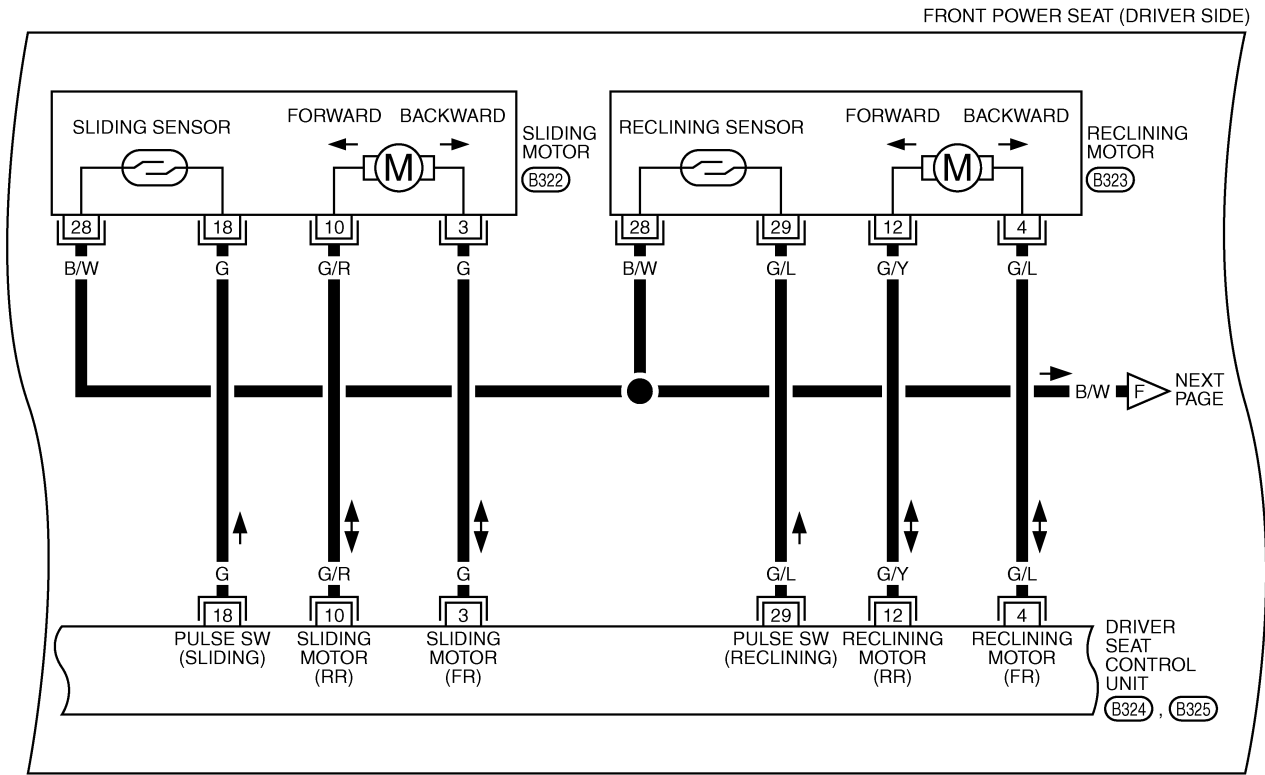 FRONT POWER SEAT (DRIVER SIDE)
SLIDING SENSOR
FORWARD BACKWARD
M
SLIDING
MOTOR
B322
RECLINING SENSOR
FORWARD BACKWARD
M
RECLINING
MOTOR
B323
28 18 10 3 28 29 12 4
B/W G G/R G B/W G/L G/Y G/L
B/W F NEXT
PAGE
G G/R G G/L G/Y G/L
18 10 3 29 12 4
PULSE SW
(SLIDING)
SLIDING
MOTOR
(RR)
SLIDING
MOTOR
(FR)
PULSE SW
(RECLINING)
RECLINING
MOTOR
(RR)
RECLINING
MOTOR
(FR)
DRIVER
SEAT
CONTROL
UNIT
B324 , B325